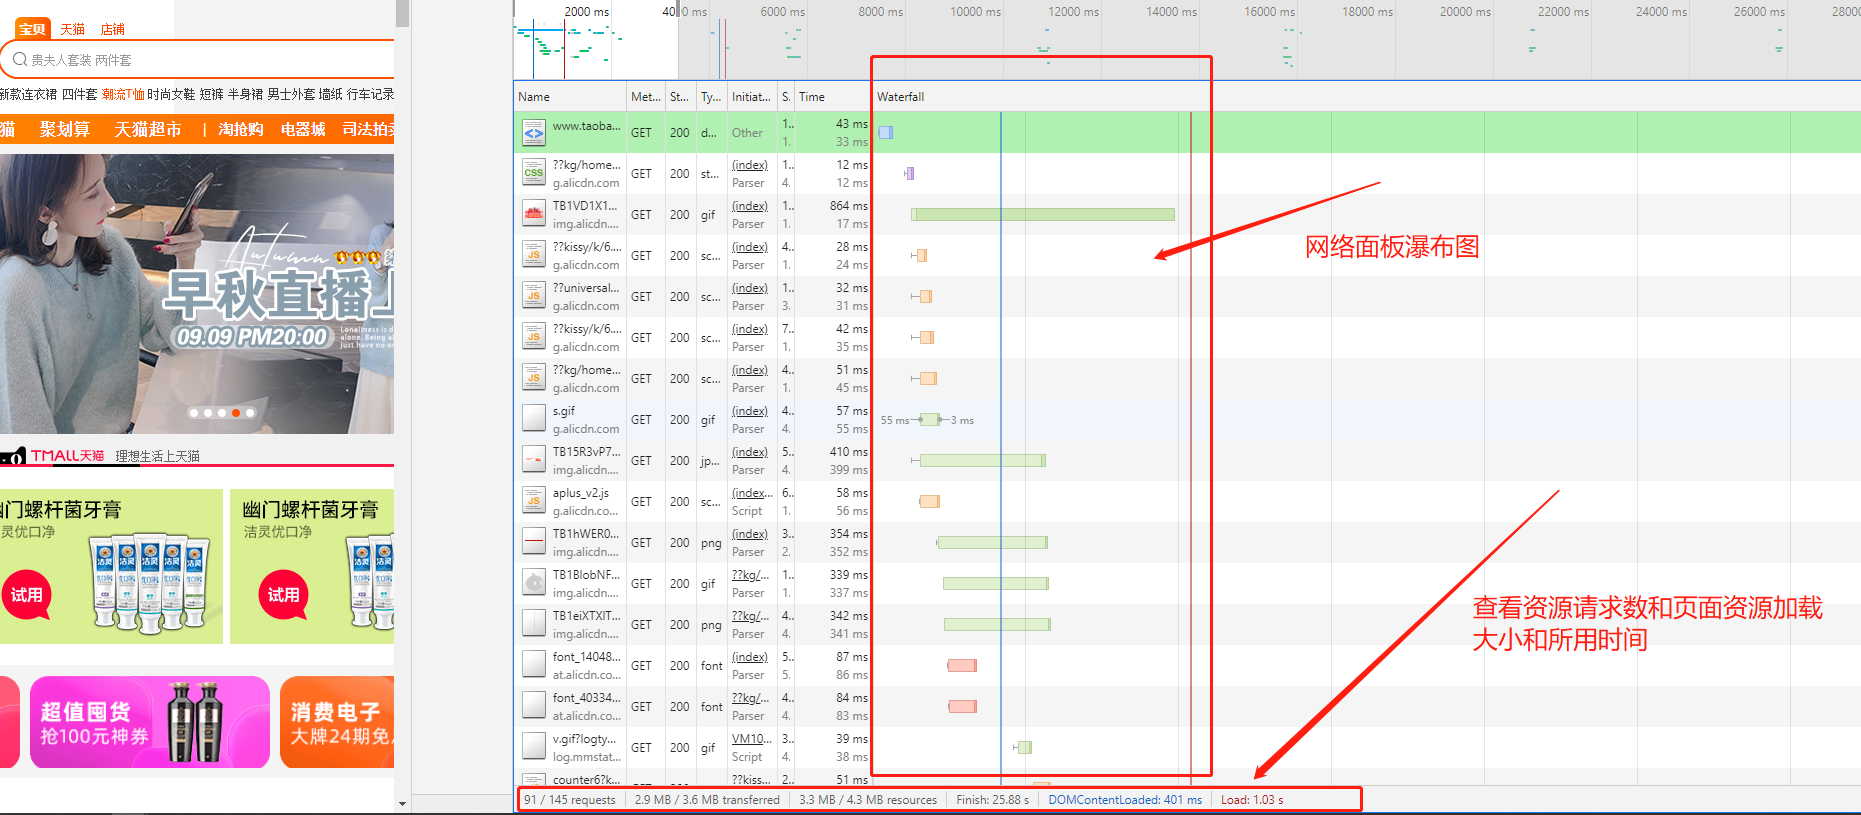 宝贝 天猫 店铺
贵夫人套装 两件套
新款连衣裙 四件套 潮流T恤 时尚女鞋 短裤 半身裙 男士外套 墙纸 行车记录
猫 聚划算 天猫超市 | 淘抢购 电器城 司法拍卖
Autumn
早秋直播上
09.09 PM20:00
Loneliness is d
alone. Being al
just have no
TMALL天猫 理想生活上天猫
幽门螺杆菌牙膏
洁灵优口净
试用
幽门螺杆菌牙膏
洁灵优口净
试用
超值囤货
抢100元神券
消费电子
大牌24期免
2000 ms 40 0 ms 6000 ms 8000 ms 10000 ms 12000 ms 14000 ms 16000 ms 18000 ms 20000 ms 22000 ms 24000 ms 26000 ms 28000
Name Met... St... Ty... Initiat... S. Time Waterfall
www.taoba... GET 200 d... Other 1.. 43 ms
1. 33 ms
??kg/home... GET 200 st... (index) 1.. 12 ms
g.alicdn.com Parser 4. 12 ms
TB1VD1X1... GET 200 gif (index) 1.. 864 ms
img.alicdn.... Parser 1. 17 ms
??kissy/k/6.... GET 200 sc... (index) 4.. 28 ms
g.alicdn.com Parser 1. 24 ms
??universal... GET 200 sc... (index) 1.. 32 ms
g.alicdn.com Parser 3. 31 ms
??kissy/k/6.... GET 200 sc... (index) 7.. 42 ms
g.alicdn.com Parser 1. 35 ms
??kg/home... GET 200 sc... (index) 4.. 51 ms
g.alicdn.com Parser 1. 45 ms
s.gif GET 200 gif (index) 4.. 57 ms
g.alicdn.com Parser 4. 55 ms
55 ms 3 ms
TB15R3vP7... GET 200 jp... (index) 5.. 410 ms
img.alicdn.... Parser 4. 399 ms
aplus_v2.js GET 200 sc... (index... 6.. 58 ms
g.alicdn.co... Script 1. 56 ms
TB1hWER0... GET 200 png (index) 3.. 354 ms
img.alicdn.... Parser 2. 352 ms
TB1BlobNF... GET 200 gif ??kg/... 1.. 339 ms
img.alicdn.... Parser 1. 337 ms
TB1eiXTXIT... GET 200 png ??kg/... 4.. 342 ms
img.alicdn.... Parser 4. 341 ms
font_14048... GET 200 font (index) 5.. 87 ms
at.alicdn.co... Parser 5. 86 ms
font_40334... GET 200 font ??kg/... 4.. 84 ms
at.alicdn.co... Parser 4. 83 ms
v.gif?logty... GET 200 gif VM10... 3.. 39 ms
log.mmstat... Script 4. 38 ms
counter6?k... ??kiss... 2.. 51 ms
91 / 145 requests 2.9 MB / 3.6 MB transferred 3.3 MB / 4.3 MB resources Finish: 25.88 s DOMContentLoaded: 401 ms Load: 1.03 s
网络面板瀑布图
查看资源请求数和页面资源加载
大小和所用时间